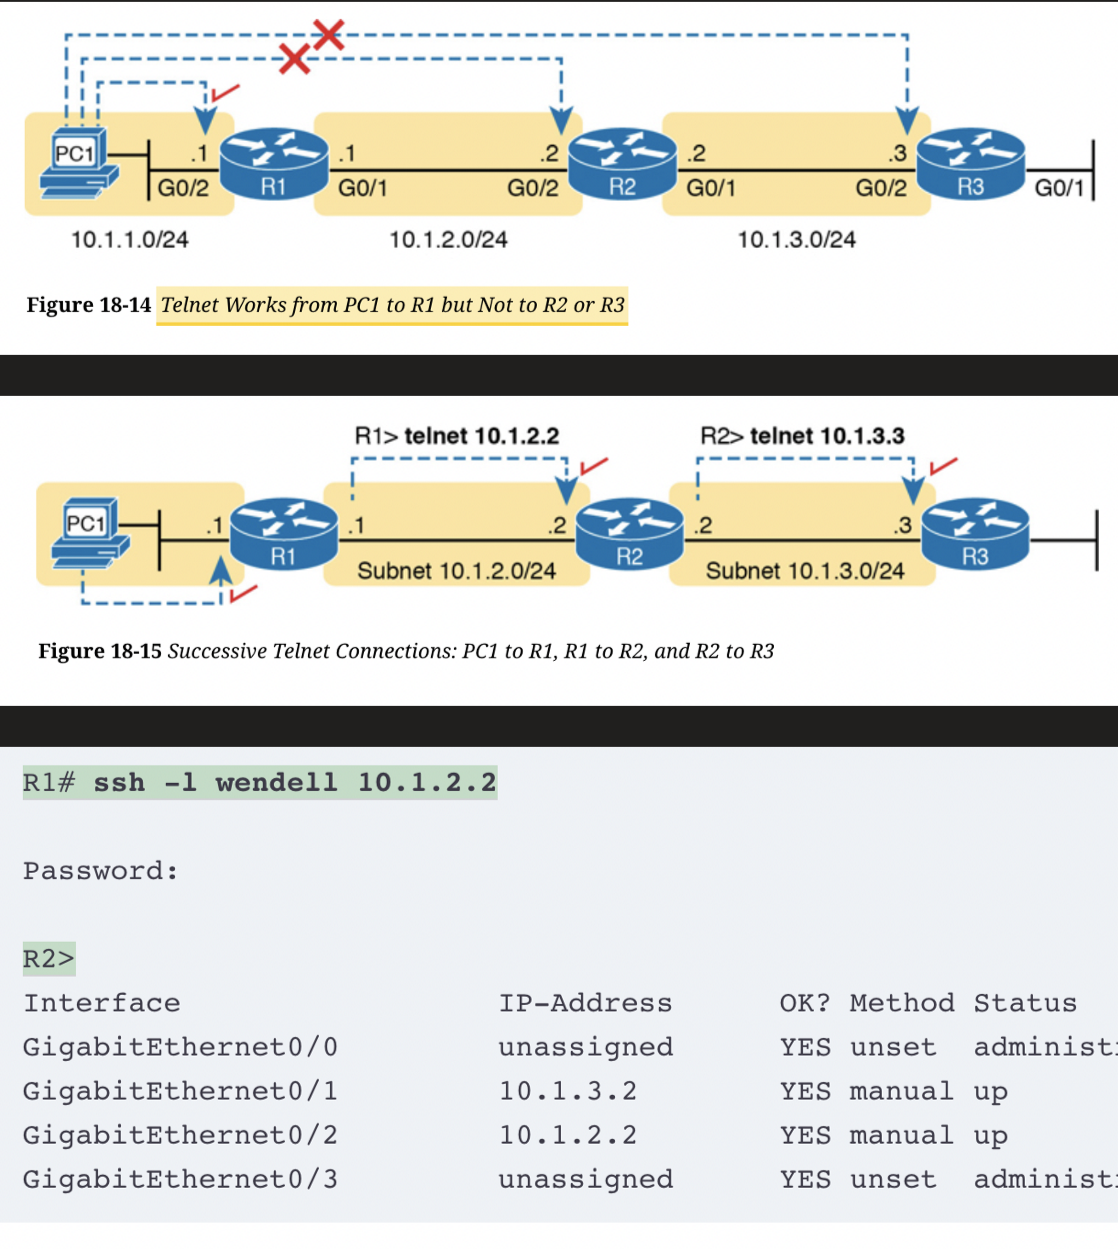 PC1
.1
G0/2
R1
.1
G0/1
.2
G0/2
R2
.2
G0/1
.3
G0/2
R3
G0/1
10.1.1.0/24
10.1.2.0/24
10.1.3.0/24
Figure 18-14 Telnet Works from PC1 to R1 but Not to R2 or R3
R1> telnet 10.1.2.2
R2> telnet 10.1.3.3
PC1
.1
R1
.1
.2
R2
.2
.3
R3
Subnet 10.1.2.0/24
Subnet 10.1.3.0/24
Figure 18-15 Successive Telnet Connections: PC1 to R1, R1 to R2, and R2 to R3
R1# ssh -l wendell 10.1.2.2
Password:
R2>
Interface IP-Address OK? Method Status
GigabitEthernet0/0 unassigned YES unset administ
GigabitEthernet0/1 10.1.3.2 YES manual up
GigabitEthernet0/2 10.1.2.2 YES manual up
GigabitEthernet0/3 unassigned YES unset administ